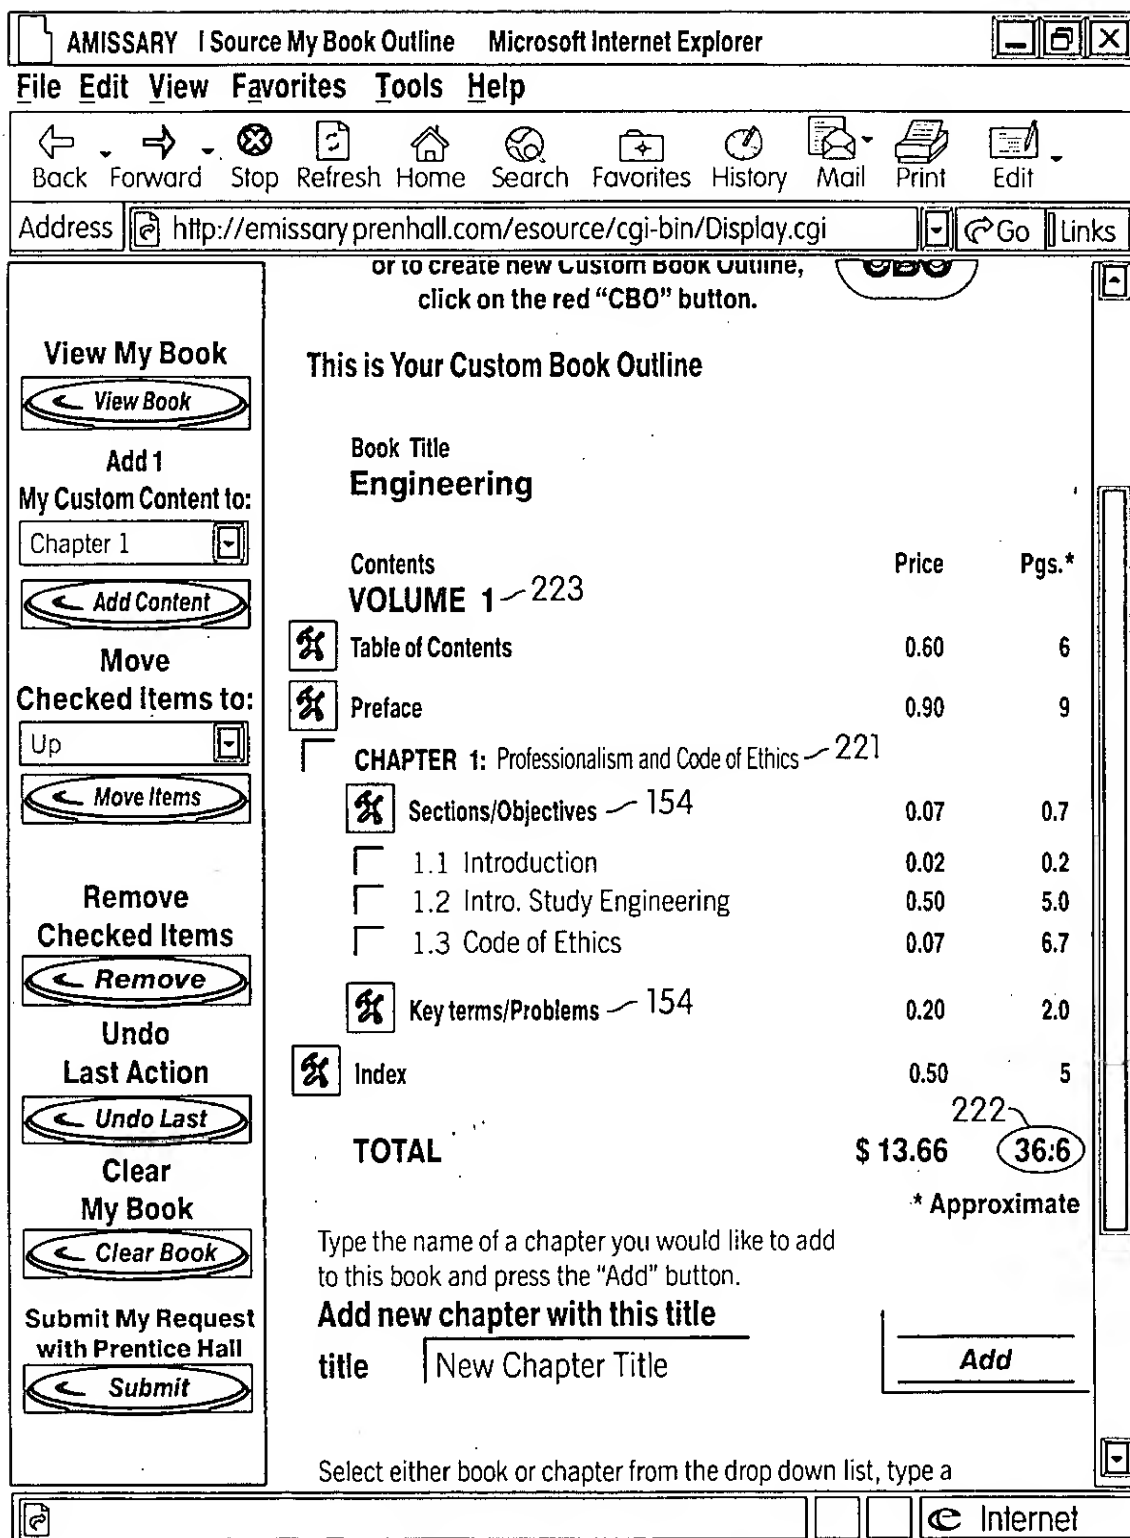 AMISSARY I Source My Book Outline Microsoft Internet Explorer
File Edit View Favorites Tools Help
Back Forward Stop Refresh Home Search Favorites History Mail Print Edit
Address http://emissary prenhall.com/esource/cgi-bin/Display.cgi Go Links
or to create new Custom Book Outline, CBO
click on the red "CBO" button.
View My Book
View Book
Add 1
My Custom Content to:
Chapter 1
Add Content
Move
Checked Items to:
Up
Move Items
Remove
Checked Items
Remove
Undo
Last Action
Undo Last
Clear
My Book
Clear Book
Submit My Request
with Prentice Hall
Submit
This is Your Custom Book Outline
Book Title
Engineering
Contents Price Pgs.*
VOLUME 1 223
Table of Contents 0.60 6
Preface 0.90 9
CHAPTER 1: Professionalism and Code of Ethics 221
Sections/Objectives 154 0.07 0.7
1.1 Introduction 0.02 0.2
1.2 Intro. Study Engineering 0.50 5.0
1.3 Code of Ethics 0.07 6.7
Key terms/Problems 154 0.20 2.0
Index 0.50 5
222
TOTAL $ 13.66 36:6
* Approximate
Type the name of a chapter you would like to add
to this book and press the "Add" button.
Add new chapter with this title
title New Chapter Title Add
Select either book or chapter from the drop down list, type a
Internet